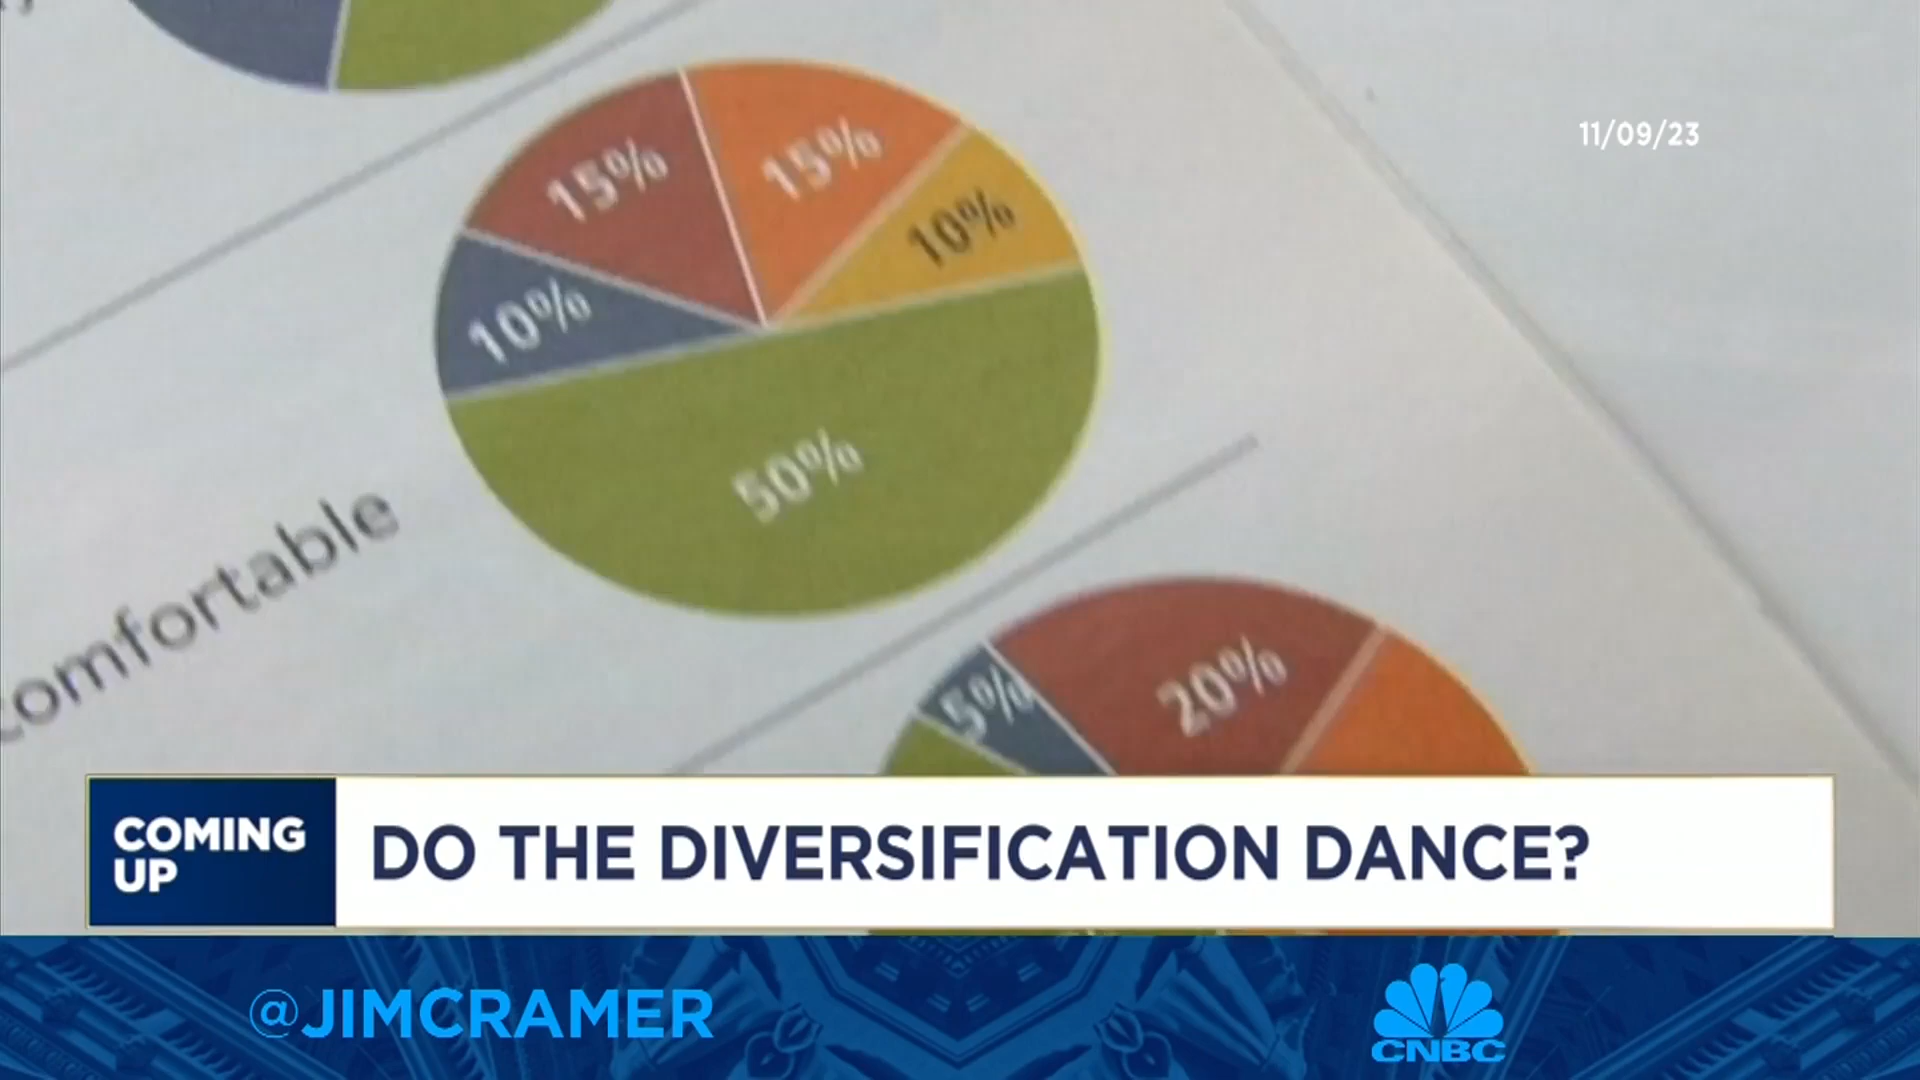 11/09/23
15%
15%
10%
10%
50%
comfortable
5%
20%
COMING
UP
DO THE DIVERSIFICATION DANCE?
@JIMCRAMER
CNBC